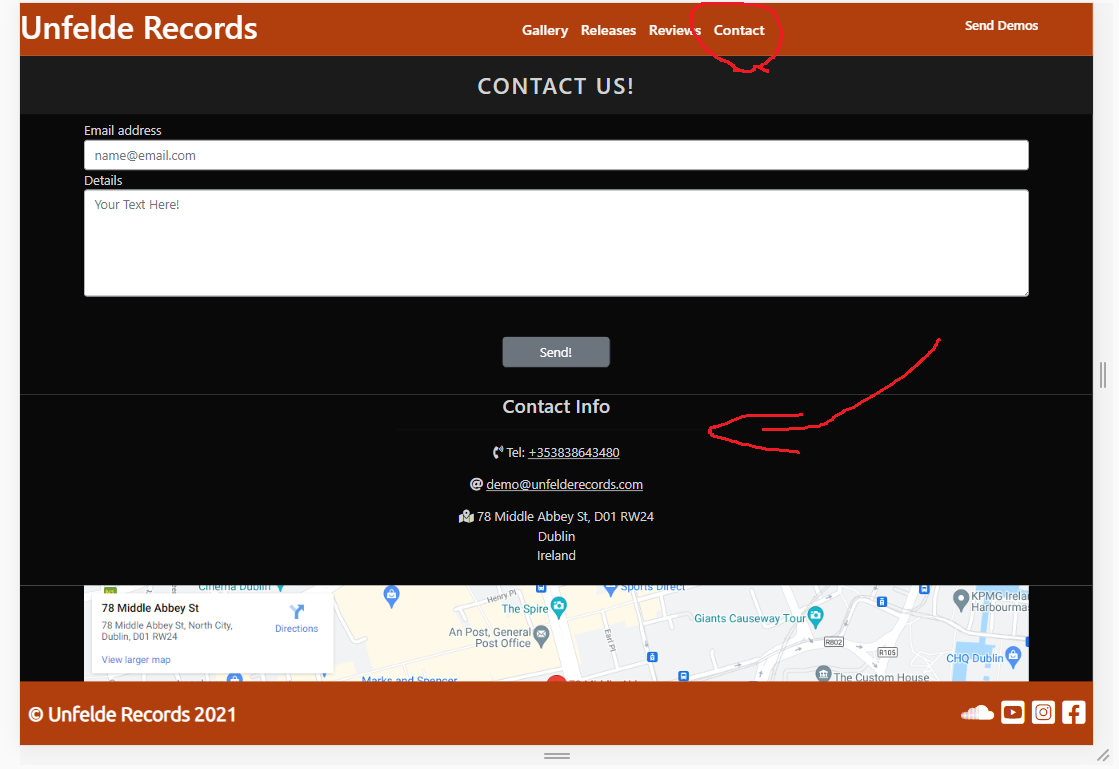 Unfelde Records
Gallery Releases Reviews Contact
Send Demos
CONTACT US!
Email address
name@email.com
Details
Your Text Here!
Send!
Contact Info
Tel: +353838643480
demo@unfelderecords.com
78 Middle Abbey St, D01 RW24
Dublin
Ireland
78 Middle Abbey St
78 Middle Abbey St, North City,
Dublin, D01 RW24
Directions
View larger map
Cinema Dublin
Henry Pl
Sports Direct
The Spire
An Post, General
Post Office
Earl Pl
Giants Causeway Tour
KPMG
Harbourmas
R802
R105
CHQ Dublin
Marks and Spencer
The Custom House
© Unfelde Records 2021